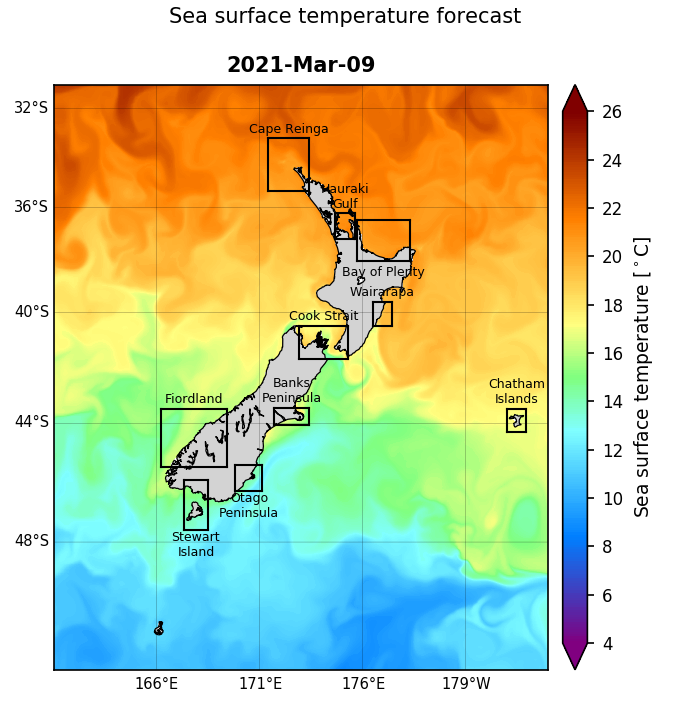 Sea surface temperature forecast
2021-Mar-09
32°S
36°S
40°S
44°S
48°S
Cape Reinga
Hauraki
Gulf
Bay of Plenty
Wairarapa
Cook Strait
Banks
Peninsula
Fiordland
Chatham
Islands
Otago
Peninsula
Stewart
Island
166°E
171°E
176°E
179°W
26
24
22
20
18
16
14
12
10
8
6
4
Sea surface temperature [°C]